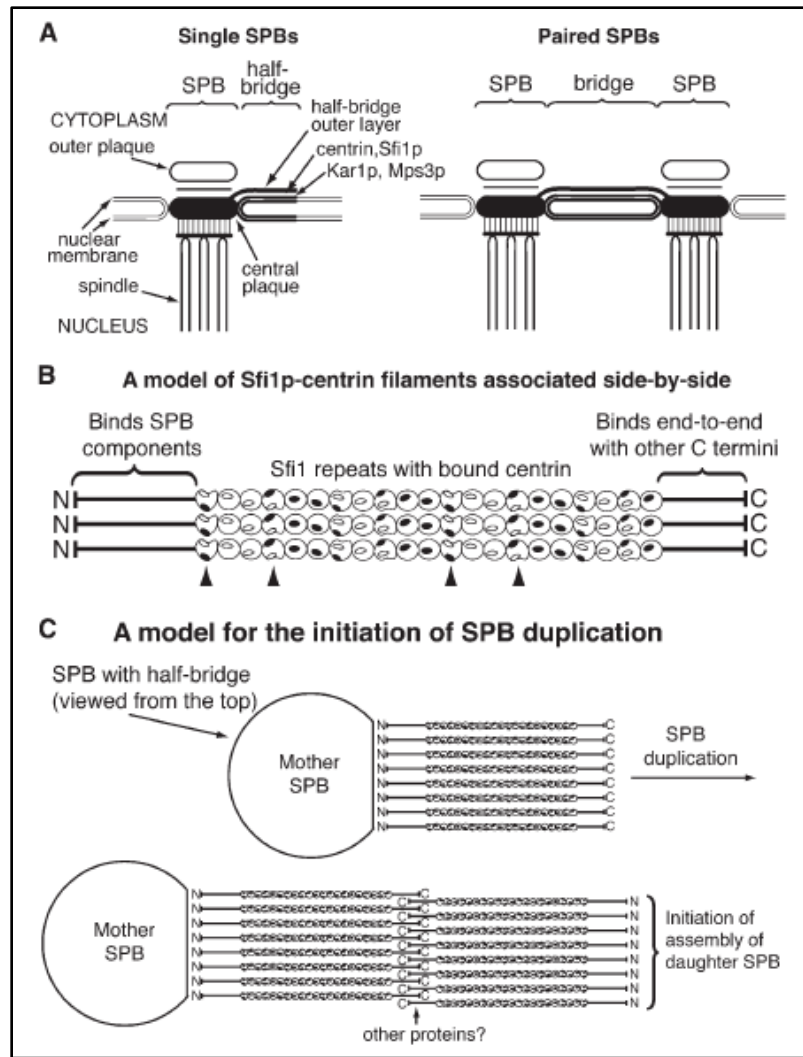 A
Single SPBs
Paired SPBs
half-
SPB bridge
SPB bridge SPB
CYTOPLASM
outer plaque
half-bridge
outer layer
centrin,Sfi1p
Kar1p, Mps3p
nuclear
membrane
central
plaque
spindle
NUCLEUS
B
A model of Sfi1p-centrin filaments associated side-by-side
Binds SPB
components
Binds end-to-end
with other C termini
Sfi1 repeats with bound centrin
N C
N C
N C
C A model for the initiation of SPB duplication
SPB with half-bridge
(viewed from the top)
Mother
SPB
N C
N C
N C
N C
N C
N C
N C
N C
SPB
duplication
Mother
SPB
N C
C N
N C
C N
N C
C N
N C
C N
N C
C N
N C
C N
N C
C N
N C
C N
Initiation of
assembly of
daughter SPB
other proteins?